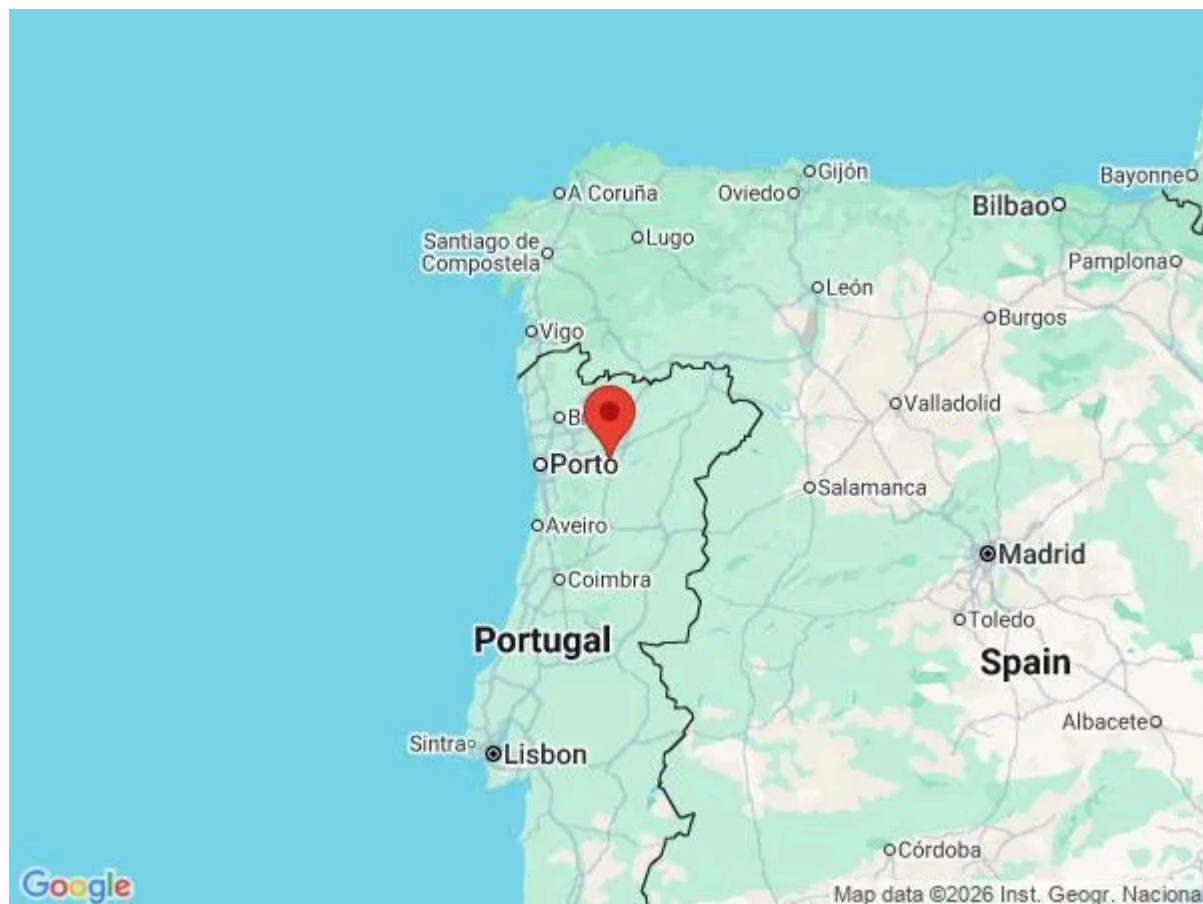 Gijón
A Coruña
Oviedo
Bayonne
Bilbao
Santiago de
Compostela
Lugo
Pamplona
León
Burgos
Vigo
Valladolid
Porto
Salamanca
Aveiro
Madrid
Coimbra
Toledo
Portugal
Spain
Albacete
Sintra
Lisbon
Córdoba
Google
Map data ©2026 Inst. Geogr. Naciona